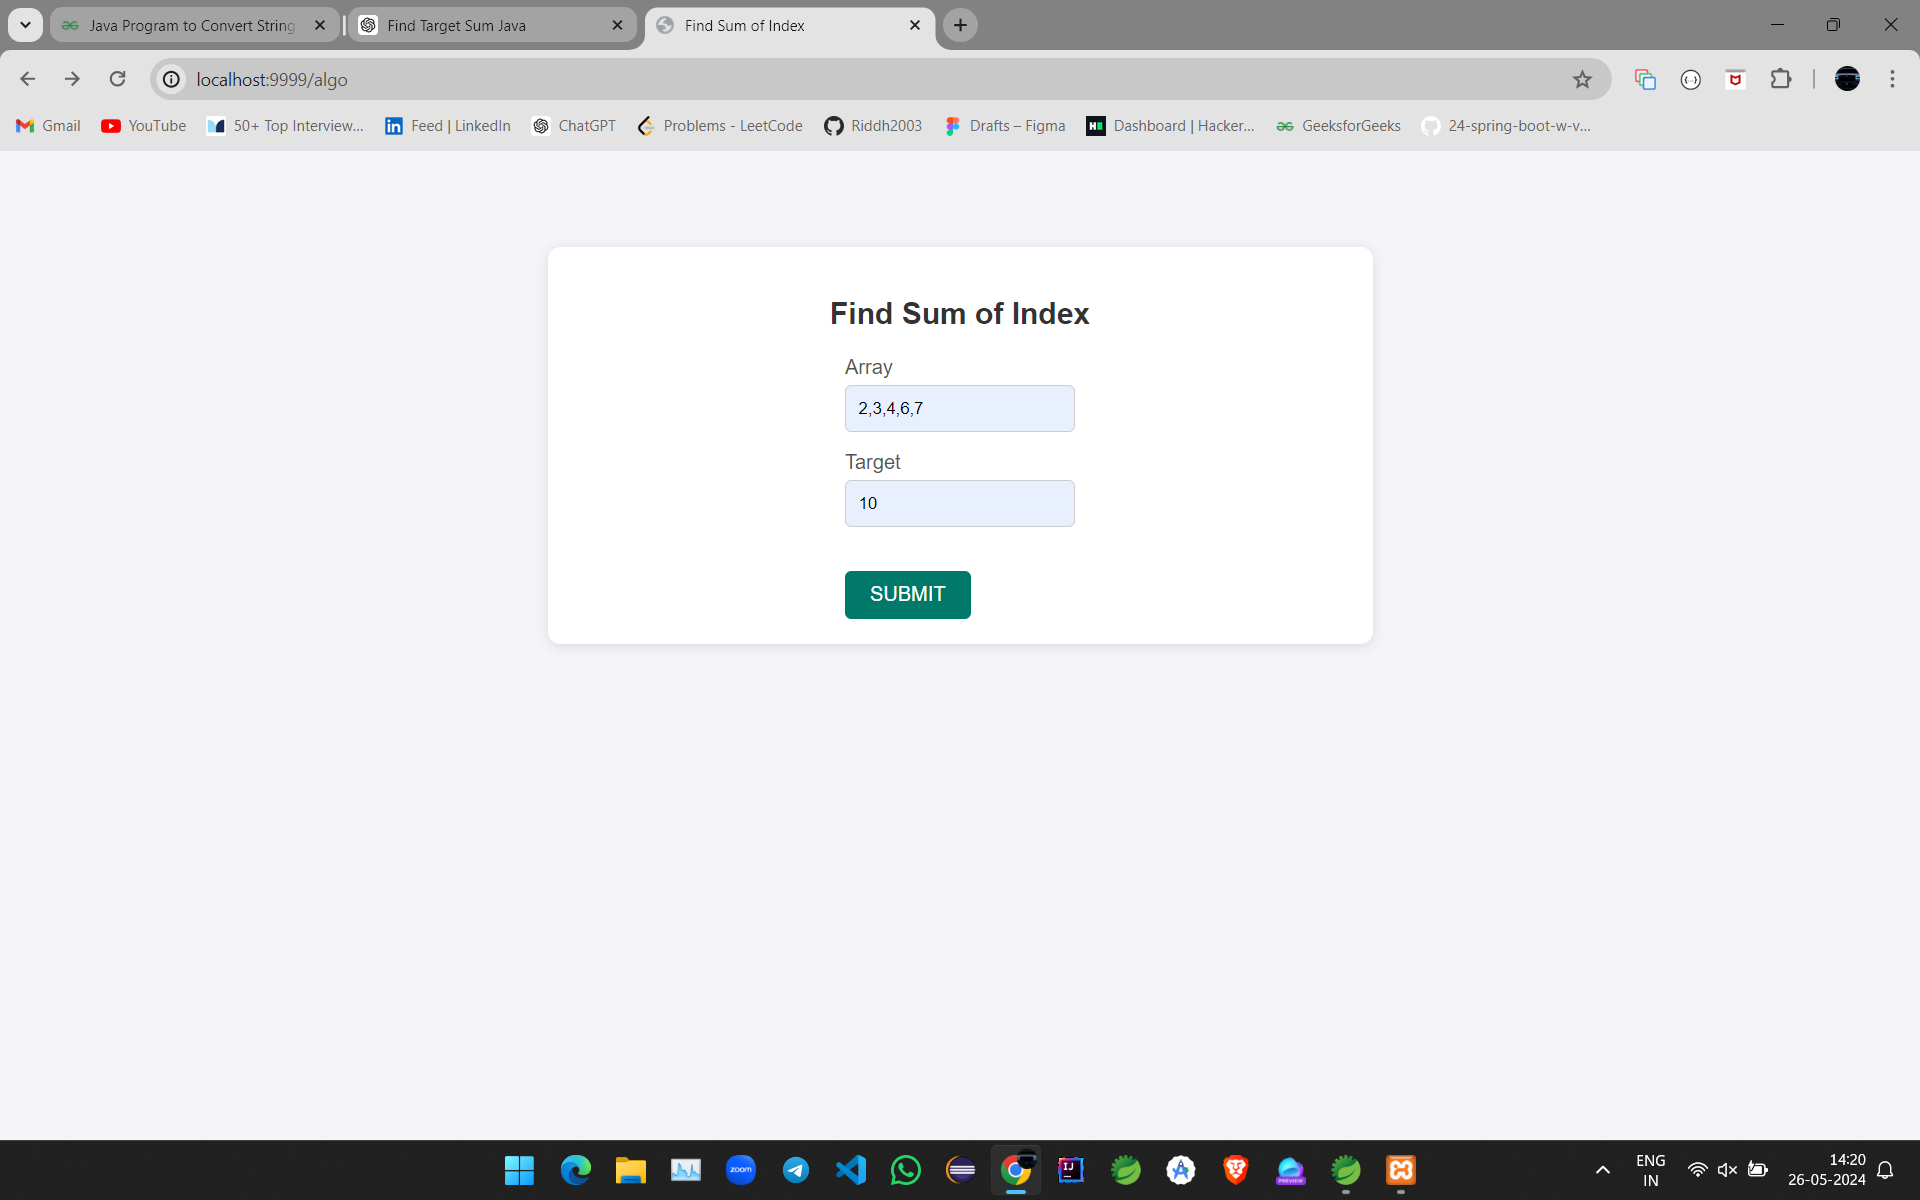 Java Program to Convert String
Find Target Sum Java
Find Sum of Index
localhost:9999/algo
Gmail
YouTube
50+ Top Interview...
Feed | LinkedIn
ChatGPT
Problems - LeetCode
Riddh2003
Drafts – Figma
Dashboard | Hacker...
GeeksforGeeks
24-spring-boot-w-v...
Find Sum of Index
Array
2,3,4,6,7
Target
10
SUBMIT
zoom
IJ
PREVIEW
ENG
IN
14:20
26-05-2024